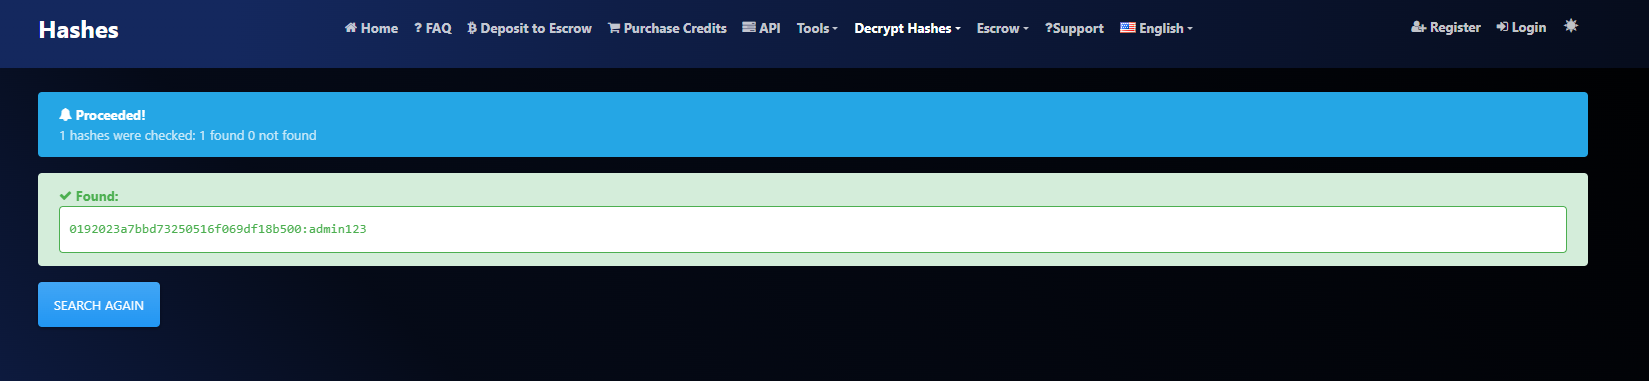 Hashes
Home ? FAQ Deposit to Escrow Purchase Credits API Tools Decrypt Hashes Escrow ?Support English Register Login
Proceeded!
1 hashes were checked: 1 found 0 not found
Found:
0192023a7bbd73250516f069df18b500:admin123
SEARCH AGAIN